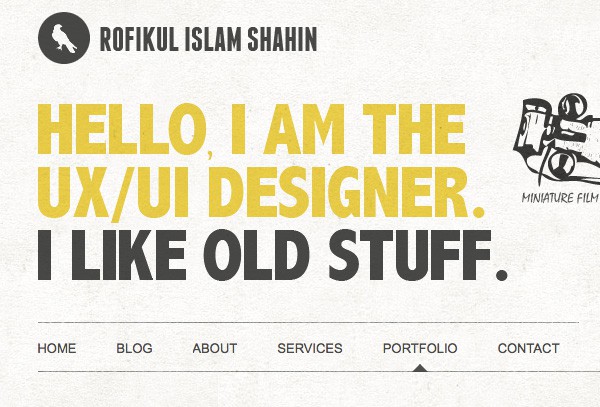 ROFIKUL ISLAM SHAHIN
HELLO, I AM THE
UX/UI DESIGNER.
I LIKE OLD STUFF.
MINIATURE FILM
HOME BLOG ABOUT SERVICES PORTFOLIO CONTACT